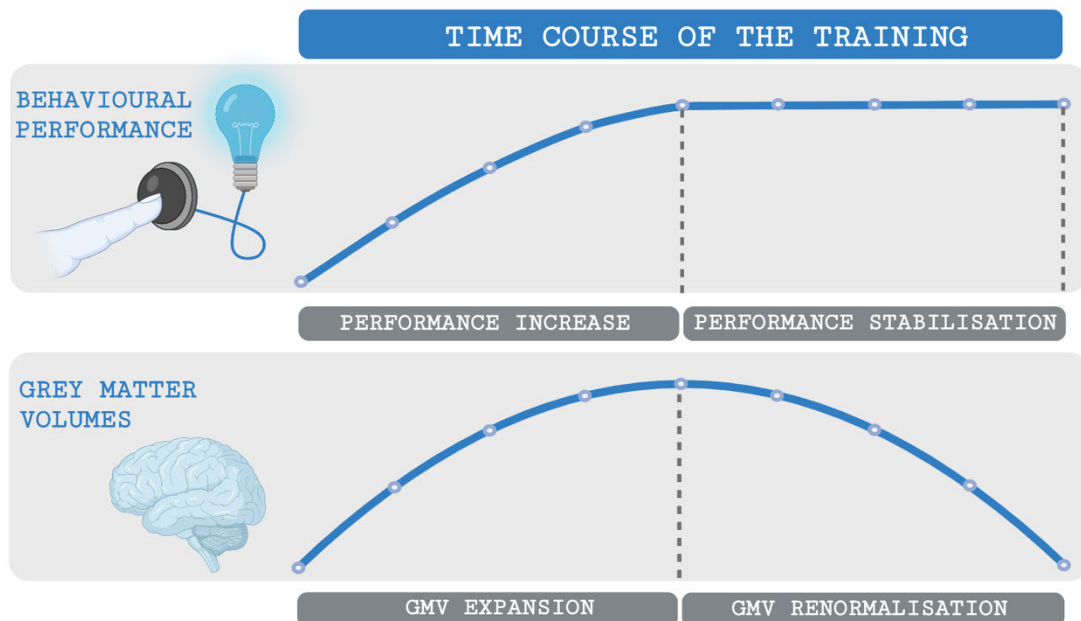 TIME COURSE OF THE TRAINING
BEHAVIOURAL
PERFORMANCE
PERFORMANCE INCREASE
PERFORMANCE STABILISATION
GREY MATTER
VOLUMES
GMV EXPANSION
GMV RENORMALISATION